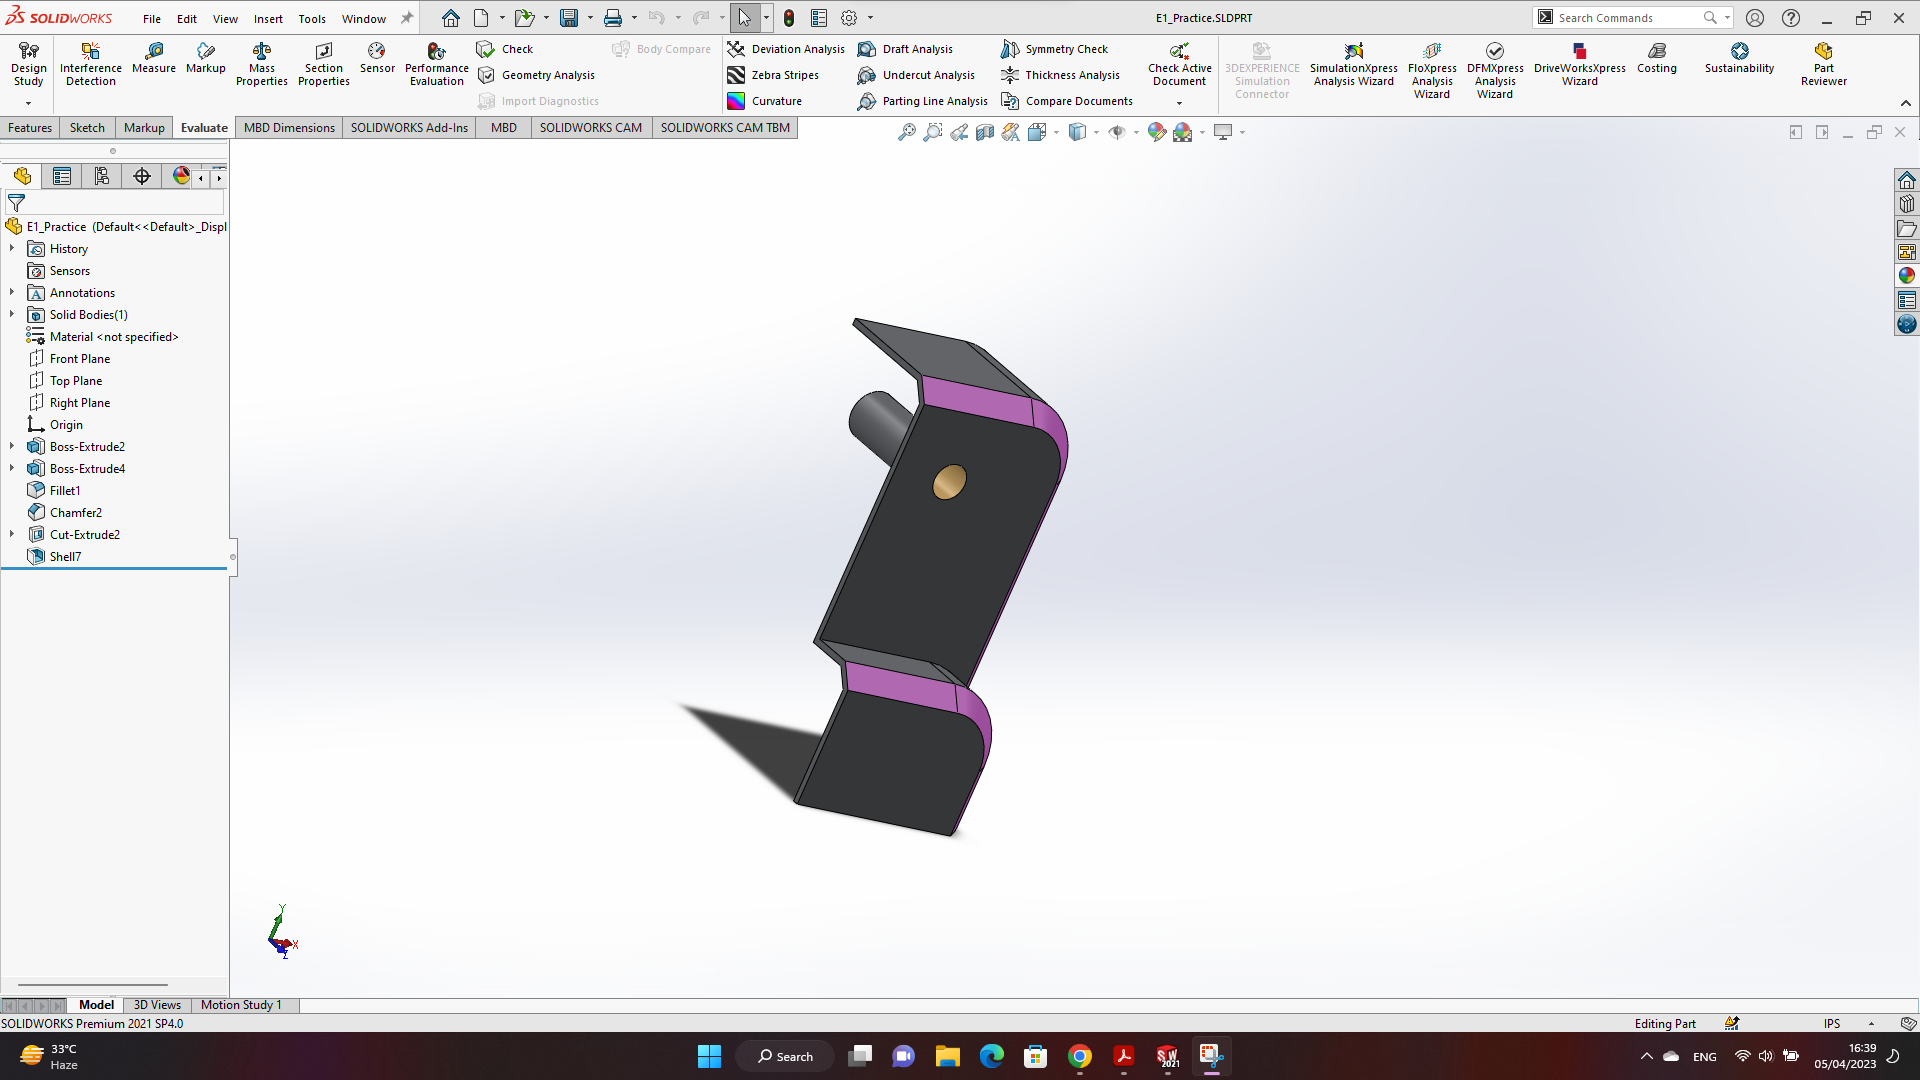 SOLIDWORKS File Edit View Insert Tools Window E1_Practice.SLDPRT Search Commands
Design Study
Interference Detection
Measure
Markup
Mass Properties
Section Properties
Sensor
Performance Evaluation
Check
Geometry Analysis
Import Diagnostics
Body Compare
Deviation Analysis
Zebra Stripes
Curvature
Draft Analysis
Undercut Analysis
Parting Line Analysis
Symmetry Check
Thickness Analysis
Compare Documents
Check Active Document
3DEXPERIENCE Simulation Connector
SimulationXpress Analysis Wizard
FloXpress Analysis Wizard
DFMXpress Analysis Wizard
DriveWorksXpress Wizard
Costing
Sustainability
Part Reviewer
Features Sketch Markup Evaluate MBD Dimensions SOLIDWORKS Add-Ins MBD SOLIDWORKS CAM SOLIDWORKS CAM TBM
E1_Practice (Default<<Default>_Displ
History
Sensors
Annotations
Solid Bodies(1)
Material <not specified>
Front Plane
Top Plane
Right Plane
Origin
Boss-Extrude2
Boss-Extrude4
Fillet1
Chamfer2
Cut-Extrude2
Shell7
Y
X
Z
Model 3D Views Motion Study 1
SOLIDWORKS Premium 2021 SP4.0 Editing Part IPS
33°C
Haze
Search
SW 2021
ENG
16:39
05/04/2023